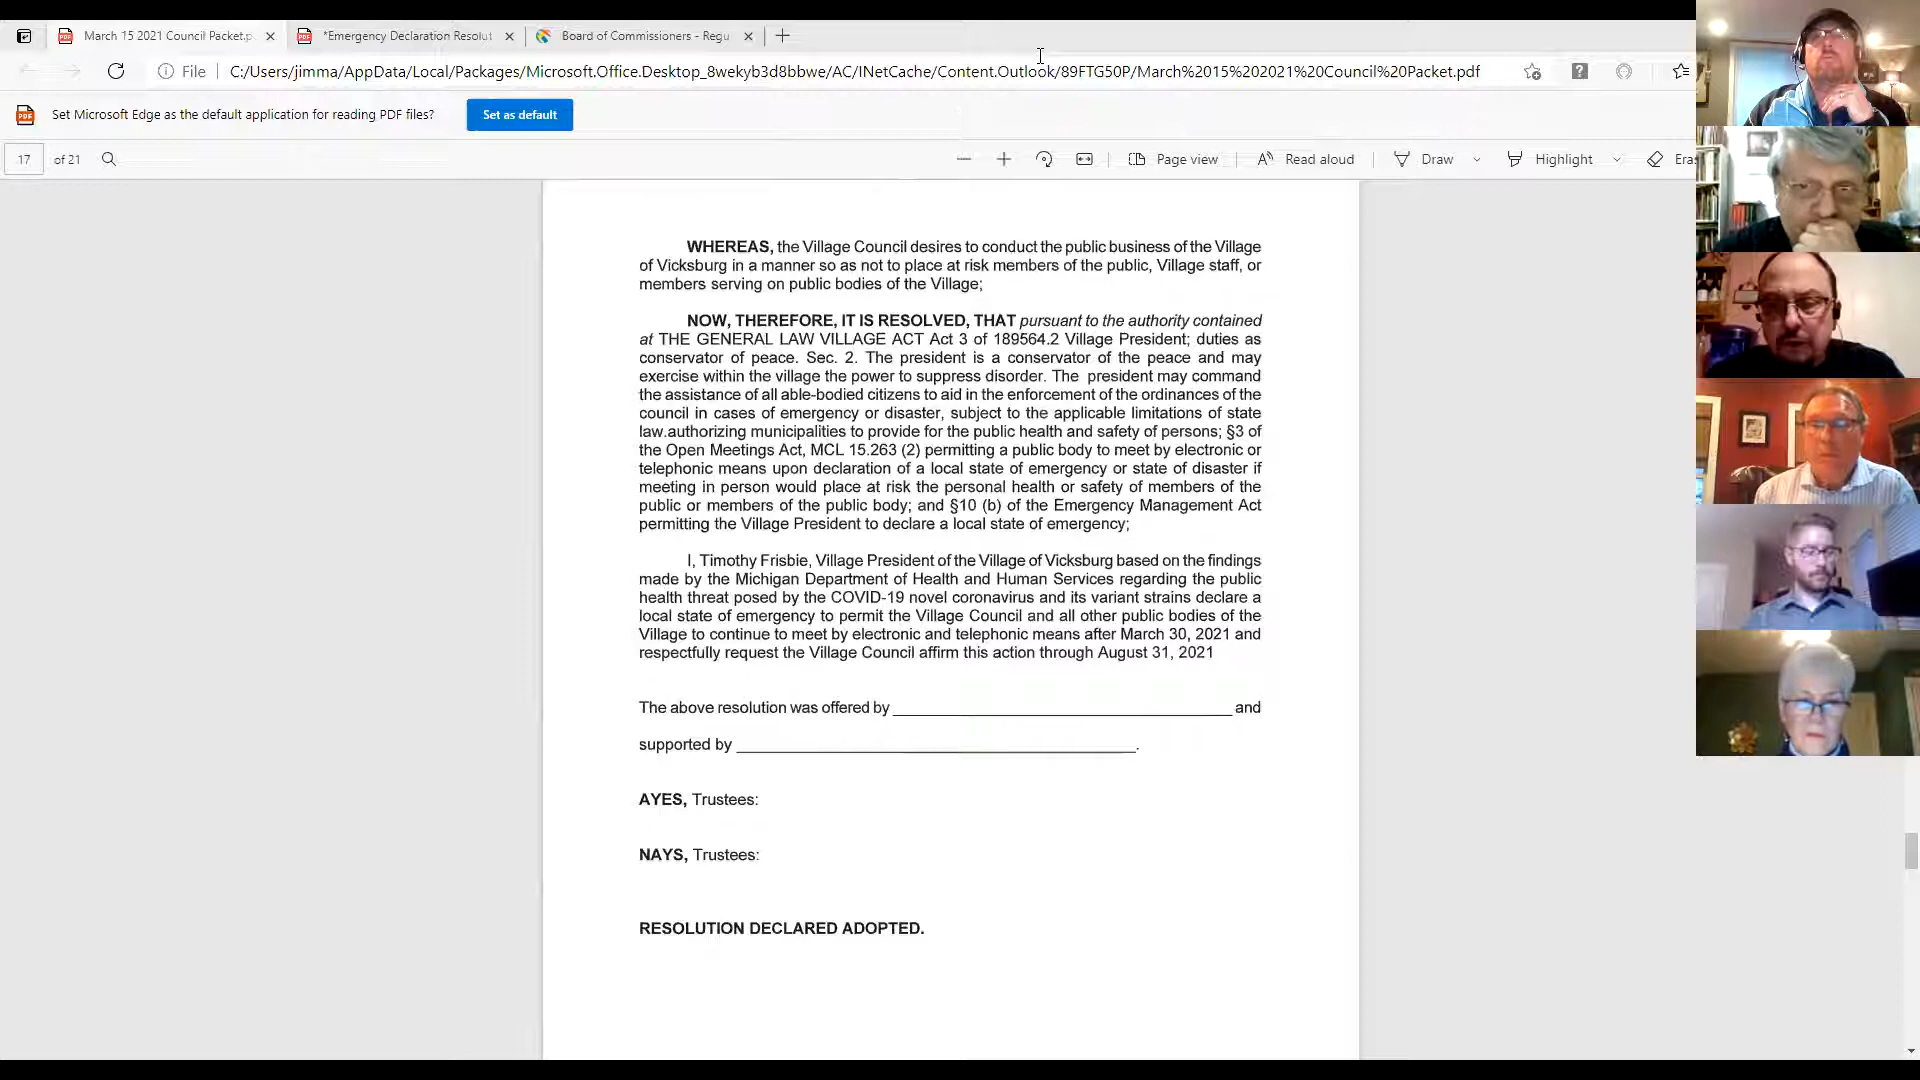 March 15 2021 Council Packet.p
*Emergency Declaration Resolut
Board of Commissioners - Regu
File
C:/Users/jimma/AppData/Local/Packages/Microsoft.Office.Desktop_8wekyb3d8bbwe/AC/INetCache/Content.Outlook/89FTG50P/March%2015%202021%20Council%20Packet.pdf
Set Microsoft Edge as the default application for reading PDF files?
Set as default
17 of 21
Page view
Read aloud
Draw
Highlight
Eras
WHEREAS, the Village Council desires to conduct the public business of the Village
of Vicksburg in a manner so as not to place at risk members of the public, Village staff, or
members serving on public bodies of the Village;
NOW, THEREFORE, IT IS RESOLVED, THAT pursuant to the authority contained
at THE GENERAL LAW VILLAGE ACT Act 3 of 189564.2 Village President; duties as
conservator of peace. Sec. 2. The president is a conservator of the peace and may
exercise within the village the power to suppress disorder. The president may command
the assistance of all able-bodied citizens to aid in the enforcement of the ordinances of the
council in cases of emergency or disaster, subject to the applicable limitations of state
law.authorizing municipalities to provide for the public health and safety of persons; §3 of
the Open Meetings Act, MCL 15.263 (2) permitting a public body to meet by electronic or
telephonic means upon declaration of a local state of emergency or state of disaster if
meeting in person would place at risk the personal health or safety of members of the
public or members of the public body; and §10 (b) of the Emergency Management Act
permitting the Village President to declare a local state of emergency;
I, Timothy Frisbie, Village President of the Village of Vicksburg based on the findings
made by the Michigan Department of Health and Human Services regarding the public
health threat posed by the COVID-19 novel coronavirus and its variant strains declare a
local state of emergency to permit the Village Council and all other public bodies of the
Village to continue to meet by electronic and telephonic means after March 30, 2021 and
respectfully request the Village Council affirm this action through August 31, 2021
The above resolution was offered by ______ and
supported by ______.
AYES, Trustees:
NAYS, Trustees:
RESOLUTION DECLARED ADOPTED.